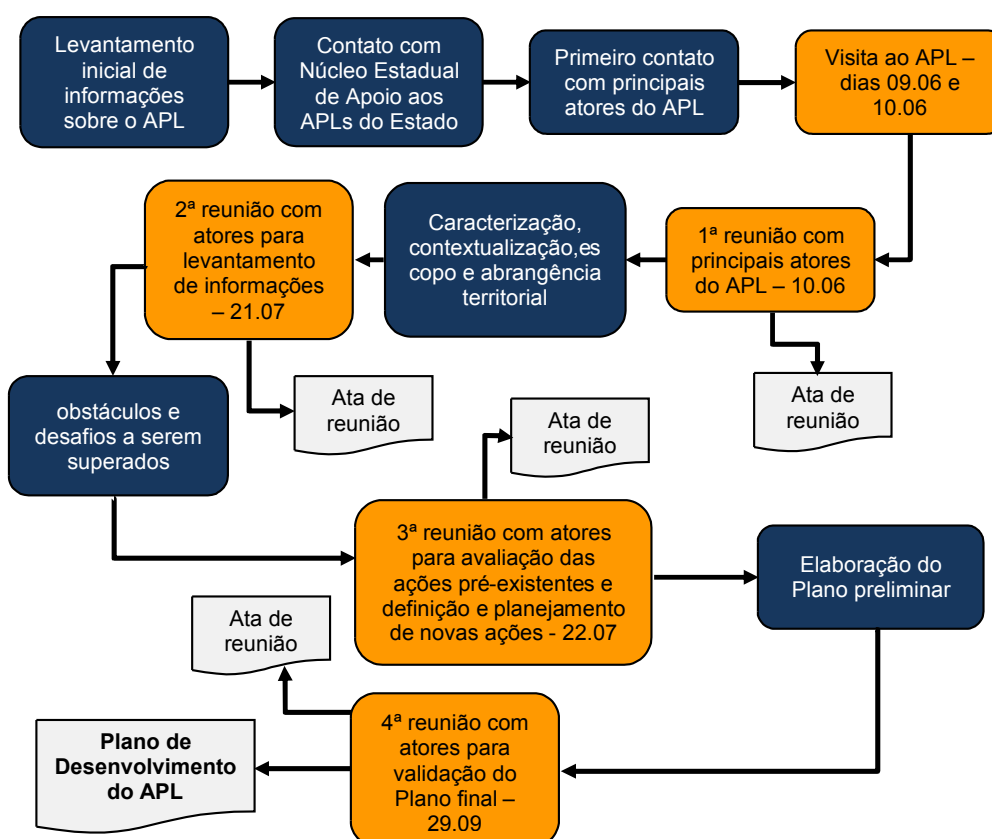 Levantamento
inicial de
informações
sobre o APL
Contato com
Núcleo Estadual
de Apoio aos
APLs do Estado
Primeiro contato
com principais
atores do APL
Visita ao APL –
dias 09.06 e
10.06
1ª reunião com
principais atores
do APL – 10.06
Ata de
reunião
Caracterização,
contextualização,es
copo e abrangência
territorial
2ª reunião com
atores para
levantamento
de informações
– 21.07
Ata de
reunião
obstáculos e
desafios a serem
superados
3ª reunião com atores
para avaliação das
ações pré-existentes e
definição e planejamento
de novas ações - 22.07
Ata de
reunião
Elaboração do
Plano preliminar
4ª reunião com
atores para
validação do
Plano final –
29.09
Ata de
reunião
Plano de
Desenvolvimento
do APL